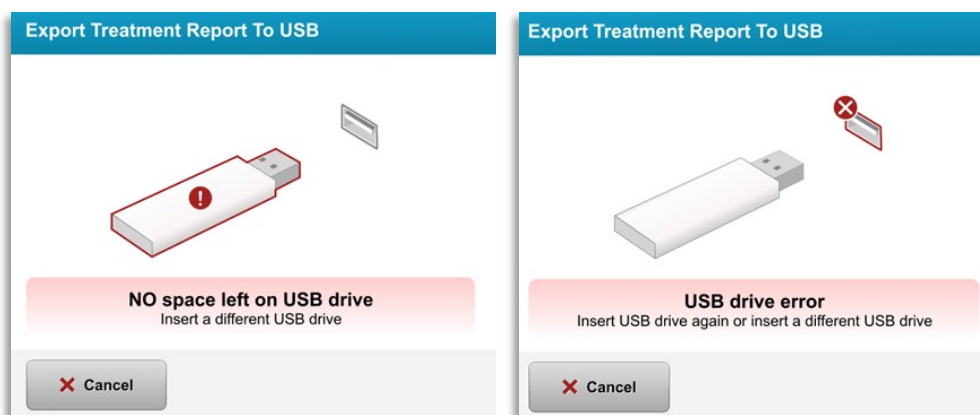 Export Treatment Report To USB
NO space left on USB drive
Insert a different USB drive
Cancel
Export Treatment Report To USB
USB drive error
Insert USB drive again or insert a different USB drive
Cancel